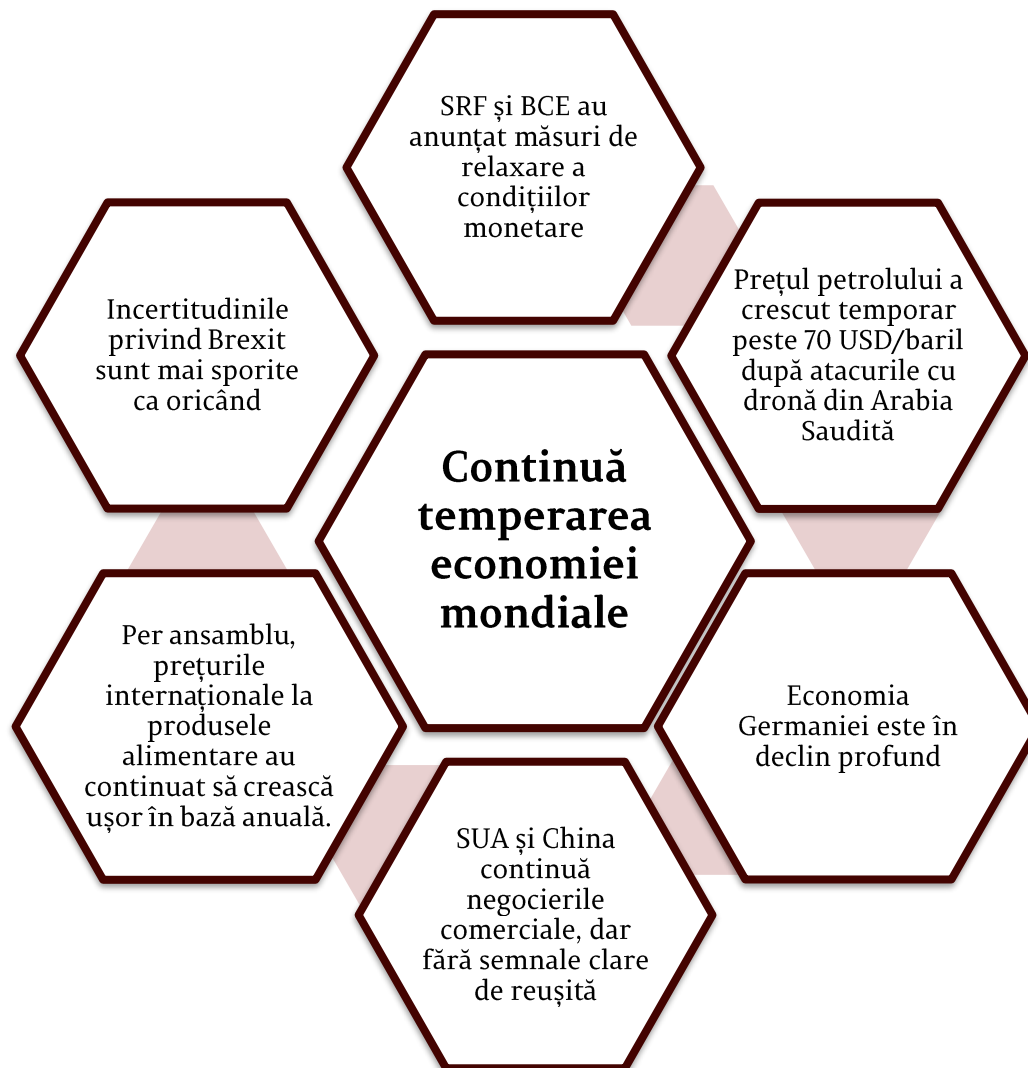 SRF și BCE au
anunțat măsuri de
relaxare a
condițiilor
monetare
Prețul petrolului a
crescut temporar
peste 70 USD/baril
după atacurile cu
dronă din Arabia
Saudită
Incertitudinile
privind Brexit
sunt mai sporite
ca oricând
Continuă
temperarea
economiei
mondiale
Per ansamblu,
prețurile
internaționale la
produsele
alimentare au
continuat să crească
ușor în bază anuală.
Economia
Germaniei este în
declin profund
SUA și China
continuă
negocierile
comerciale, dar
fără semnale clare
de reușită